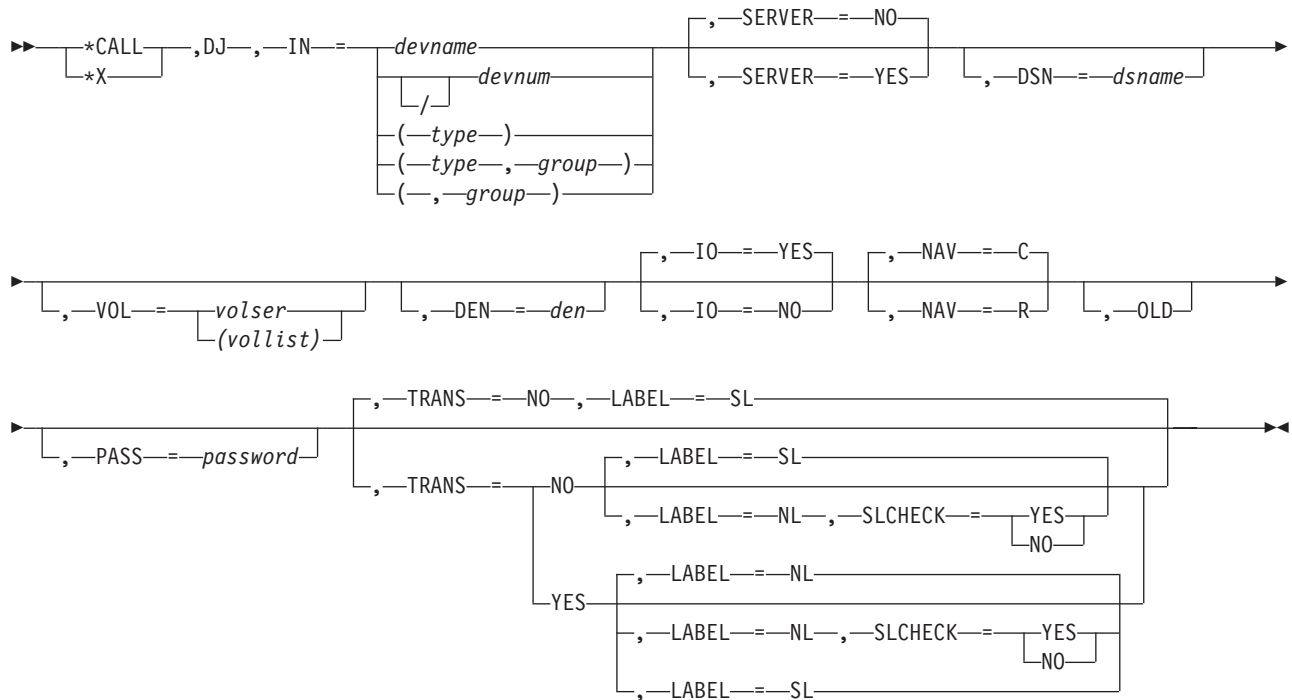 , SERVER = NO
*CALL ,DJ , IN = devname
*X , SERVER = YES , DSN = dsname
/ devnum
( type )
( type , group )
( , group )
, IO = YES , NAV = C
, VOL = volser , DEN = den , IO = NO , NAV = R , OLD
(vollist)
, TRANS = NO , LABEL = SL
, PASS = password , LABEL = SL
, TRANS = NO
, LABEL = NL , SLCHECK = YES
NO
, LABEL = NL
YES
, LABEL = NL , SLCHECK = YES
NO
, LABEL = SL